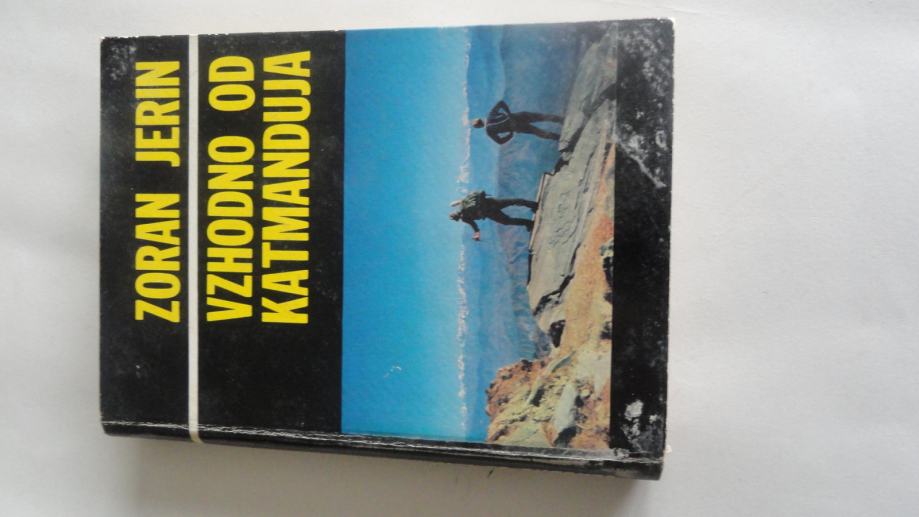 ZORAN JERIN
VZHODNO OD
KATMANDUJA